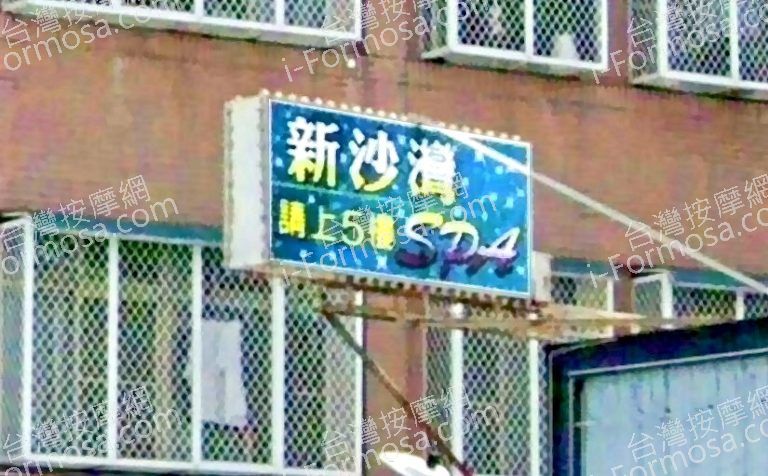 新沙灣
請上5樓 SPA
台灣按摩網
i-Formosa.com